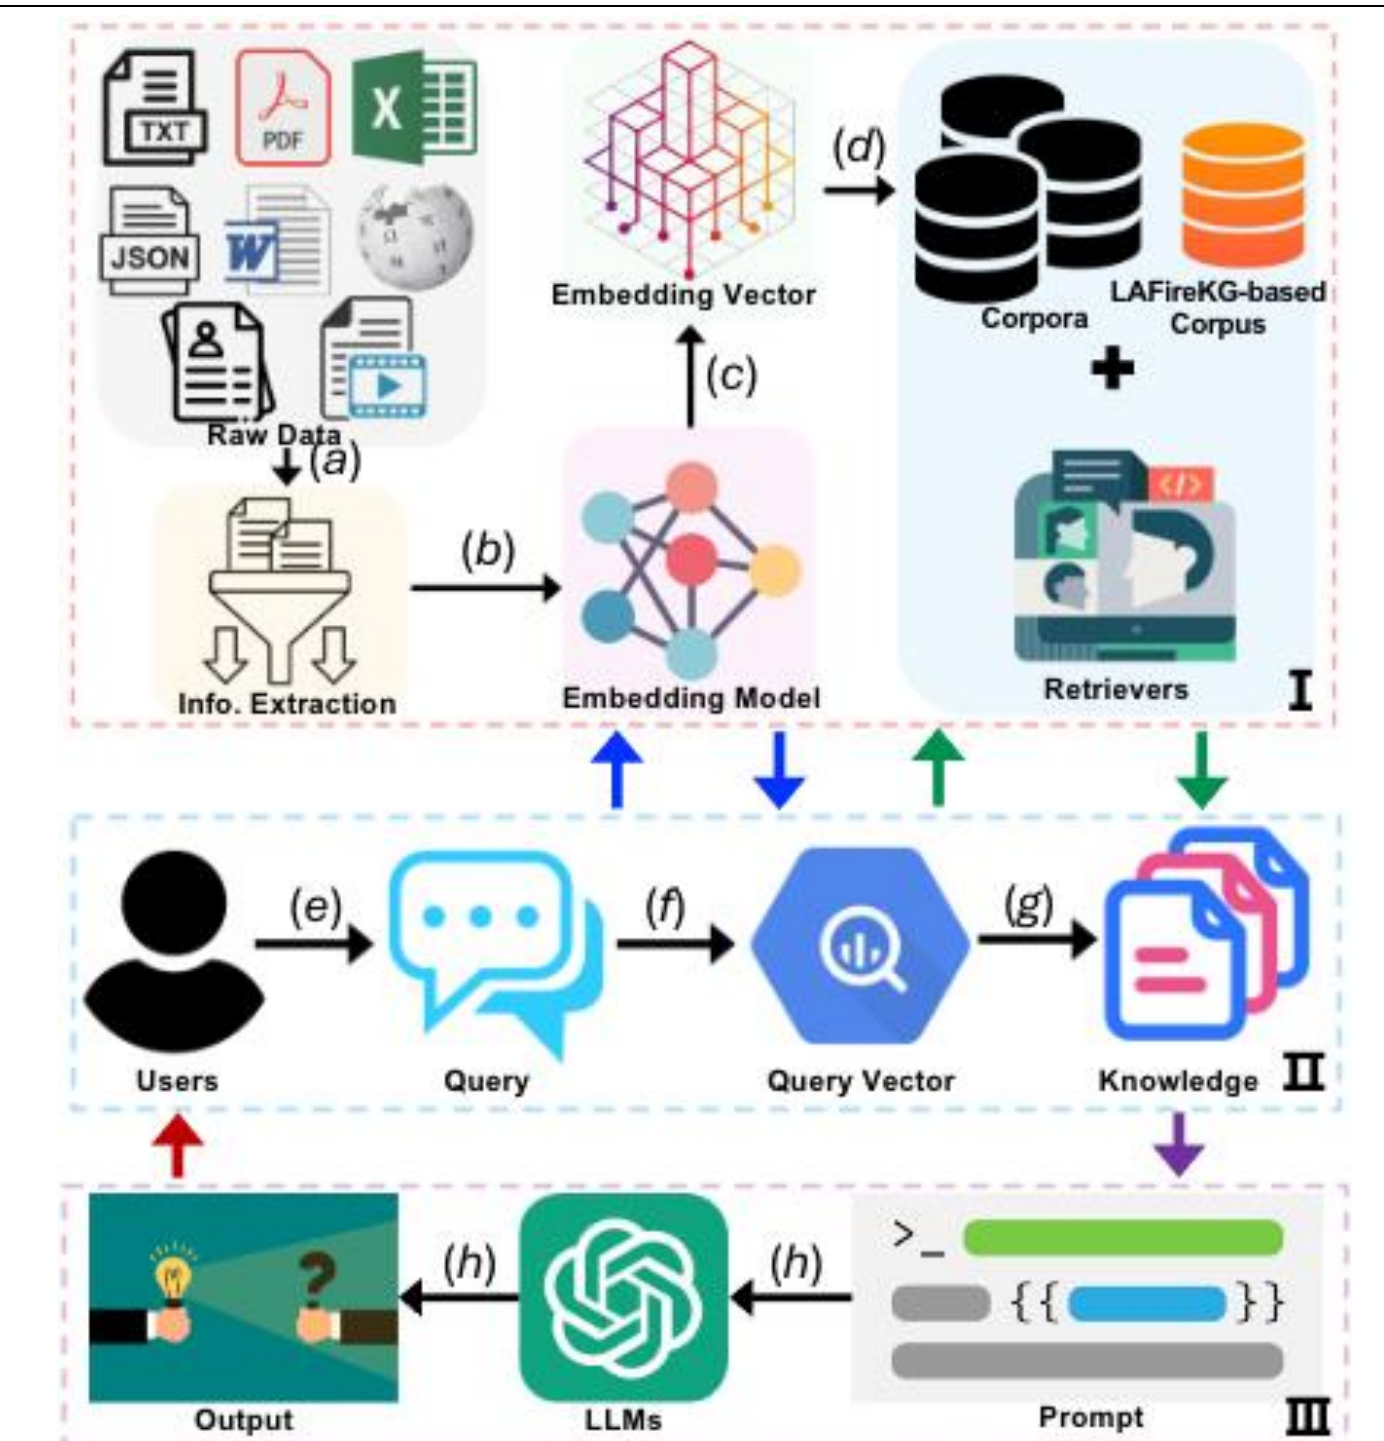 TXT
PDF
X
JSON
W
Raw Data
(a)
Info. Extraction
(b)
Embedding Model
(c)
Embedding Vector
(d)
Corpora
LAFireKG-based
Corpus
</>
Retrievers
I
Users
(e)
Query
(f)
Query Vector
(g)
Knowledge
II
Output
?
(h)
LLMs
(h)
>_
{{ }}
Prompt
III